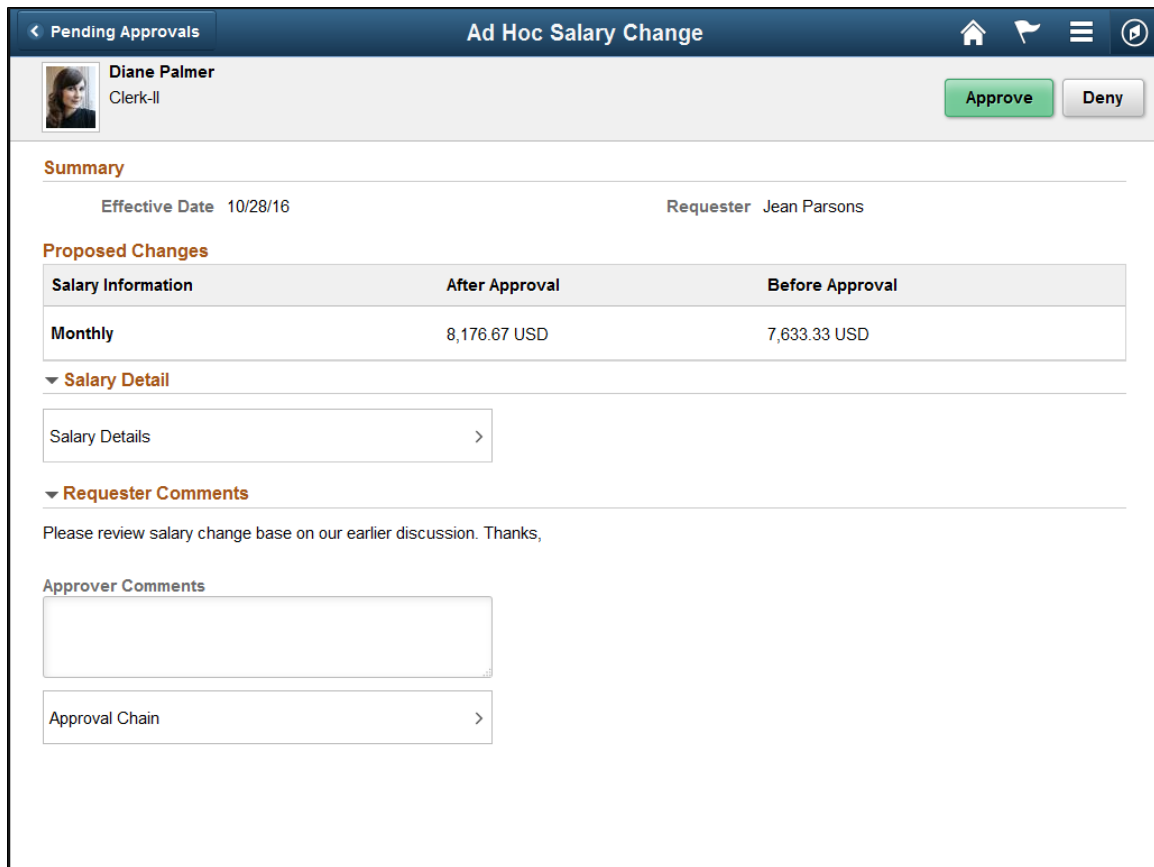 Pending Approvals
Ad Hoc Salary Change
Diane Palmer
Clerk-II
Approve
Deny
Summary
Effective Date 10/28/16
Requester Jean Parsons
Proposed Changes
Salary Information After Approval Before Approval
Monthly 8,176.67 USD 7,633.33 USD
Salary Detail
Salary Details
Requester Comments
Please review salary change base on our earlier discussion. Thanks,
Approver Comments
Approval Chain